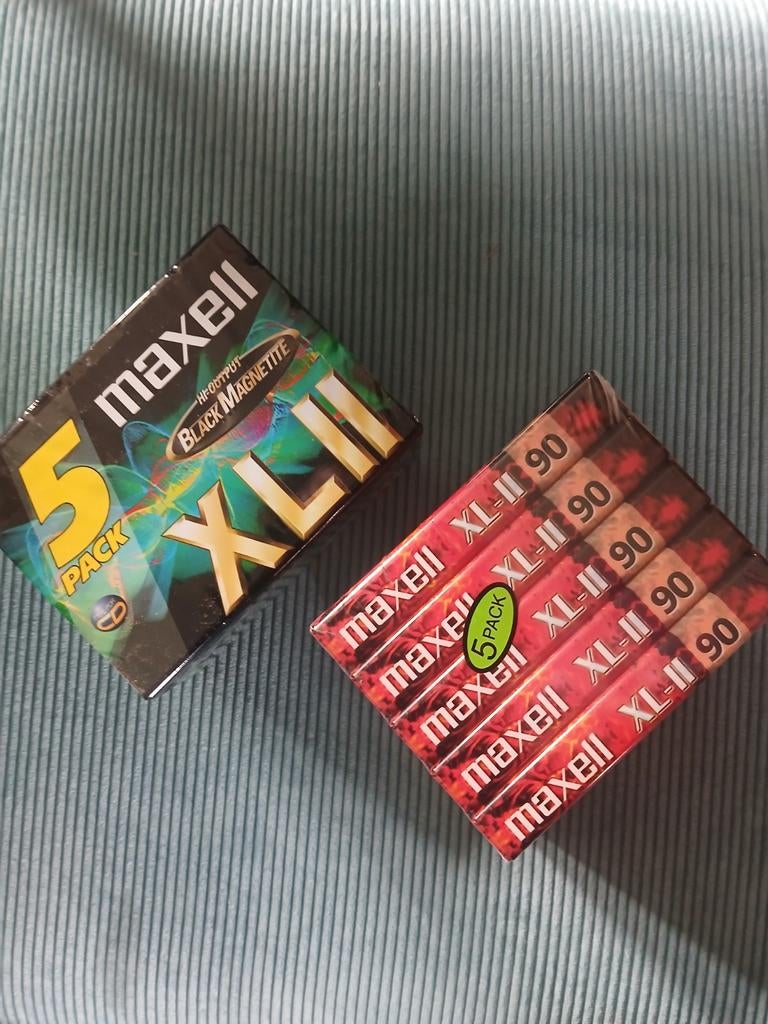 maxell
HI-OUTPUT
BLACK MAGNETITE
XLII
5
PACK
CD
maxell XL-II 90
maxell XL-II 90
maxell XL-II 90
maxell XL-II 90
maxell XL-II 90
5 PACK